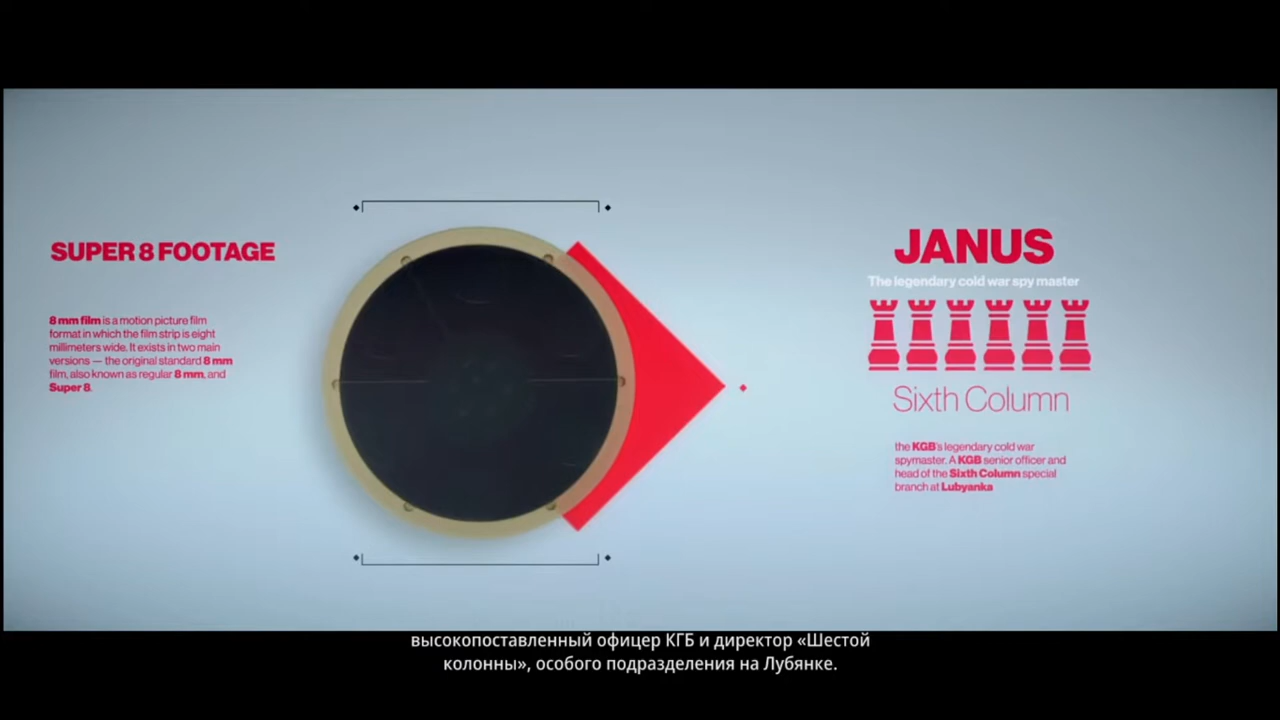 SUPER 8 FOOTAGE
8 mm film is a motion picture film
format in which the film strip is eight
millimeters wide. It exists in two main
versions — the original standard 8 mm
film, also known as regular 8 mm, and
Super 8.
JANUS
The legendary cold war spy master
Sixth Column
the KGB's legendary cold war
spymaster. A KGB senior officer and
head of the Sixth Column special
branch at Lubyanka
высокопоставленный офицер КГБ и директор «Шестой
колонны», особого подразделения на Лубянке.